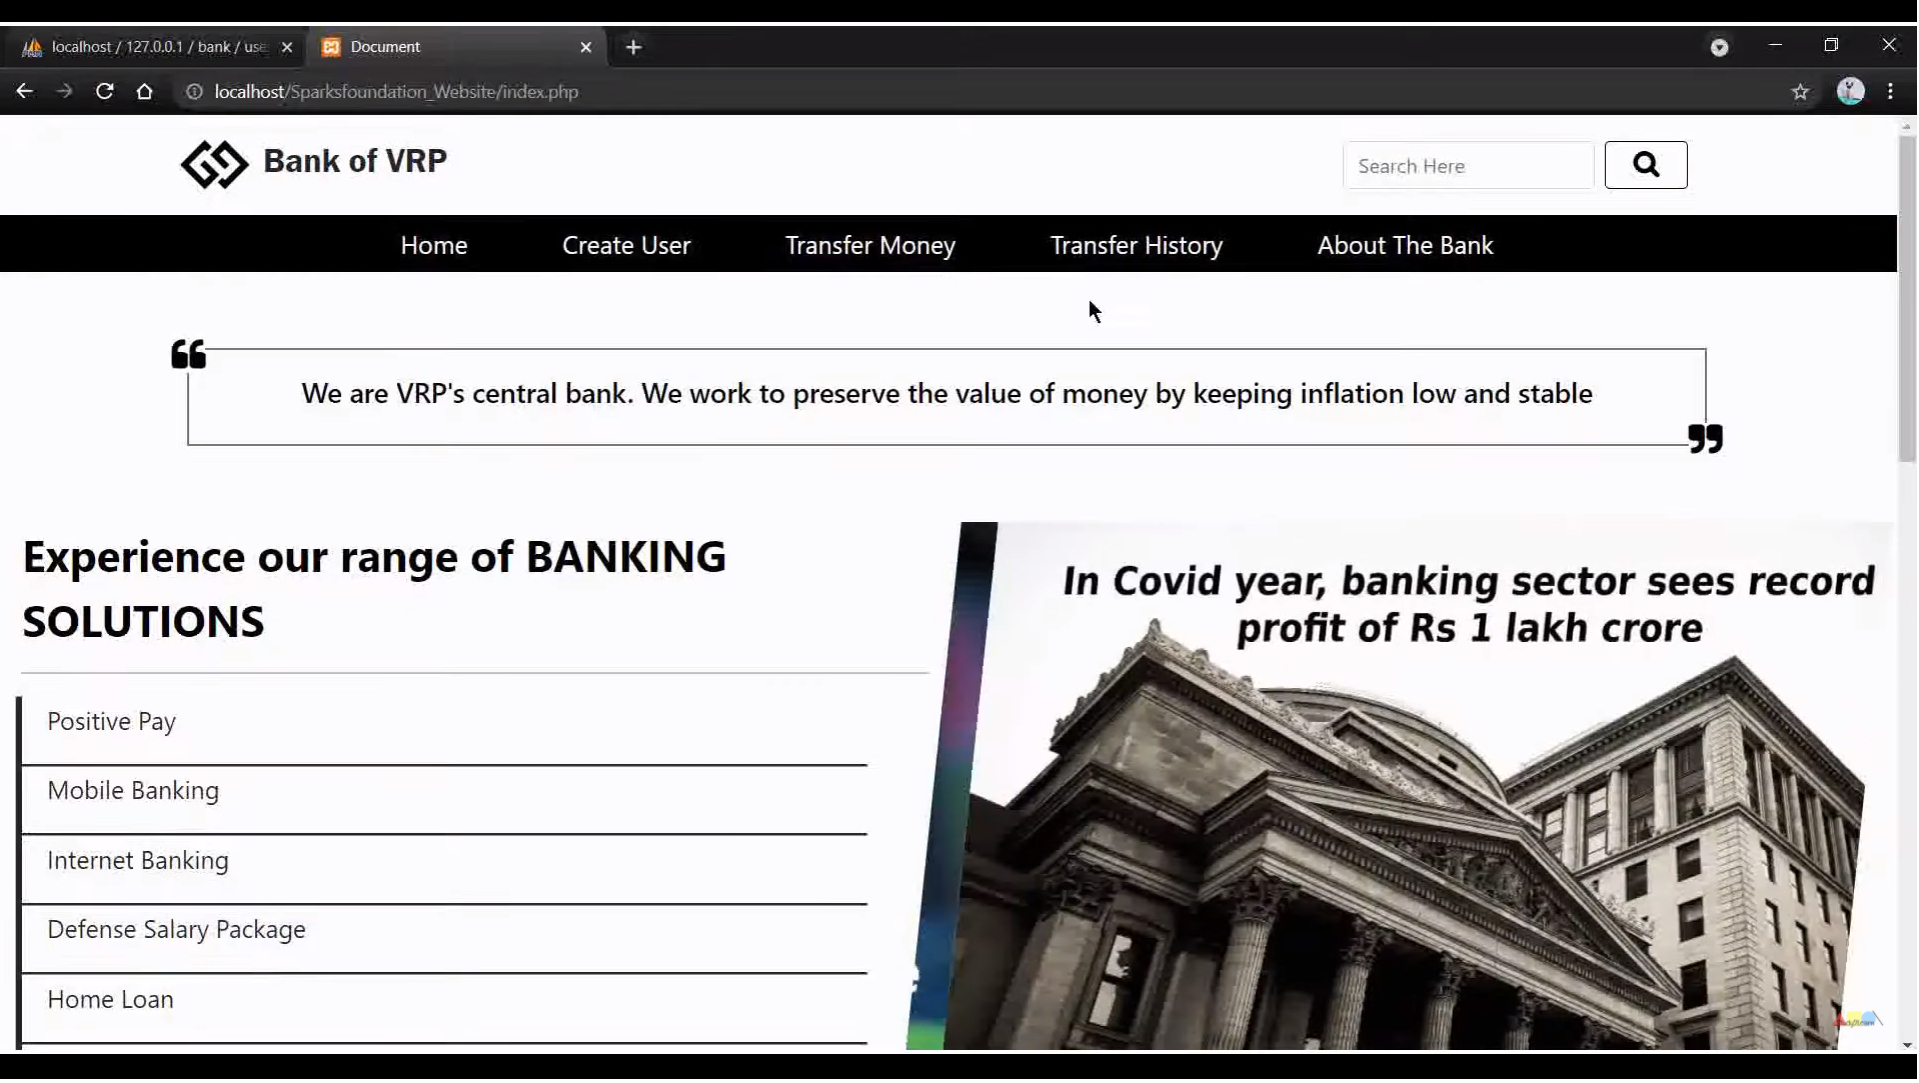 localhost / 127.0.0.1 / bank / use
Document
localhost/Sparksfoundation_Website/index.php
Bank of VRP
Search Here
Home
Create User
Transfer Money
Transfer History
About The Bank
We are VRP's central bank. We work to preserve the value of money by keeping inflation low and stable
Experience our range of BANKING
SOLUTIONS
In Covid year, banking sector sees record
profit of Rs 1 lakh crore
Positive Pay
Mobile Banking
Internet Banking
Defense Salary Package
Home Loan